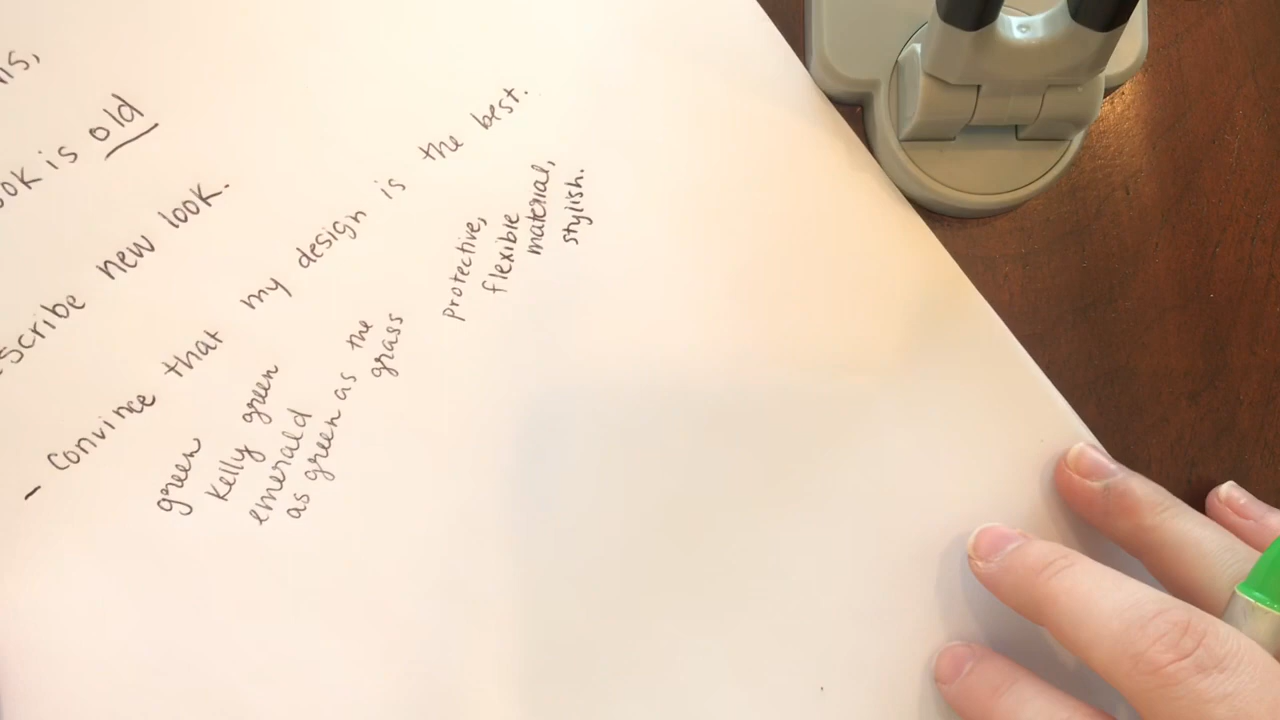 ook is old
scribe new look.
- Convince that my design is the best.
green
Kelly green
emerald
as green as the
grass
protective,
flexible
material,
stylish.